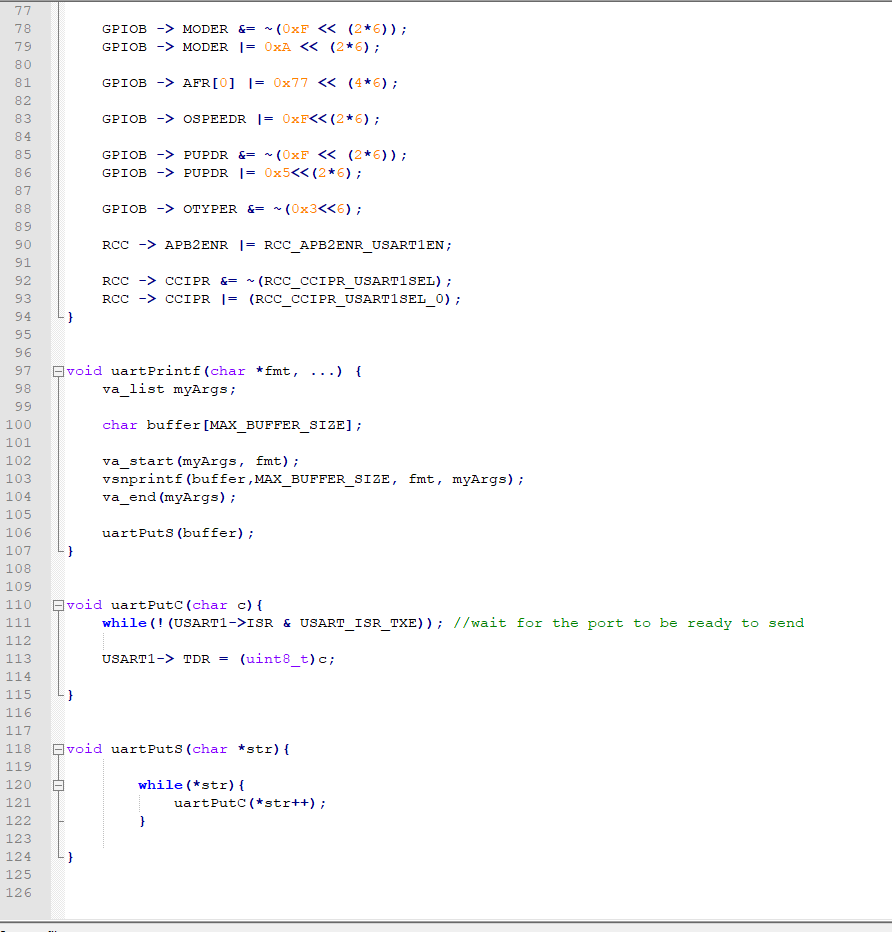 77
78 GPIOB -> MODER &= ~(0xF << (2*6));
79 GPIOB -> MODER |= 0xA << (2*6);
80
81 GPIOB -> AFR[0] |= 0x77 << (4*6);
82
83 GPIOB -> OSPEEDR |= 0xF<<(2*6);
84
85 GPIOB -> PUPDR &= ~(0xF << (2*6));
86 GPIOB -> PUPDR |= 0x5<<(2*6);
87
88 GPIOB -> OTYPER &= ~(0x3<<6);
89
90 RCC -> APB2ENR |= RCC_APB2ENR_USART1EN;
91
92 RCC -> CCIPR &= ~(RCC_CCIPR_USART1SEL);
93 RCC -> CCIPR |= (RCC_CCIPR_USART1SEL_0);
94 }
95
96
97 void uartPrintf(char *fmt, ...) {
98 va_list myArgs;
99
100 char buffer[MAX_BUFFER_SIZE];
101
102 va_start(myArgs, fmt);
103 vsnprintf(buffer,MAX_BUFFER_SIZE, fmt, myArgs);
104 va_end(myArgs);
105
106 uartPutS(buffer);
107 }
108
109
110 void uartPutC(char c){
111 while(!(USART1->ISR & USART_ISR_TXE)); //wait for the port to be ready to send
112
113 USART1-> TDR = (uint8_t)c;
114
115 }
116
117
118 void uartPutS(char *str){
119
120 while(*str){
121 uartPutC(*str++);
122 }
123
124 }
125
126